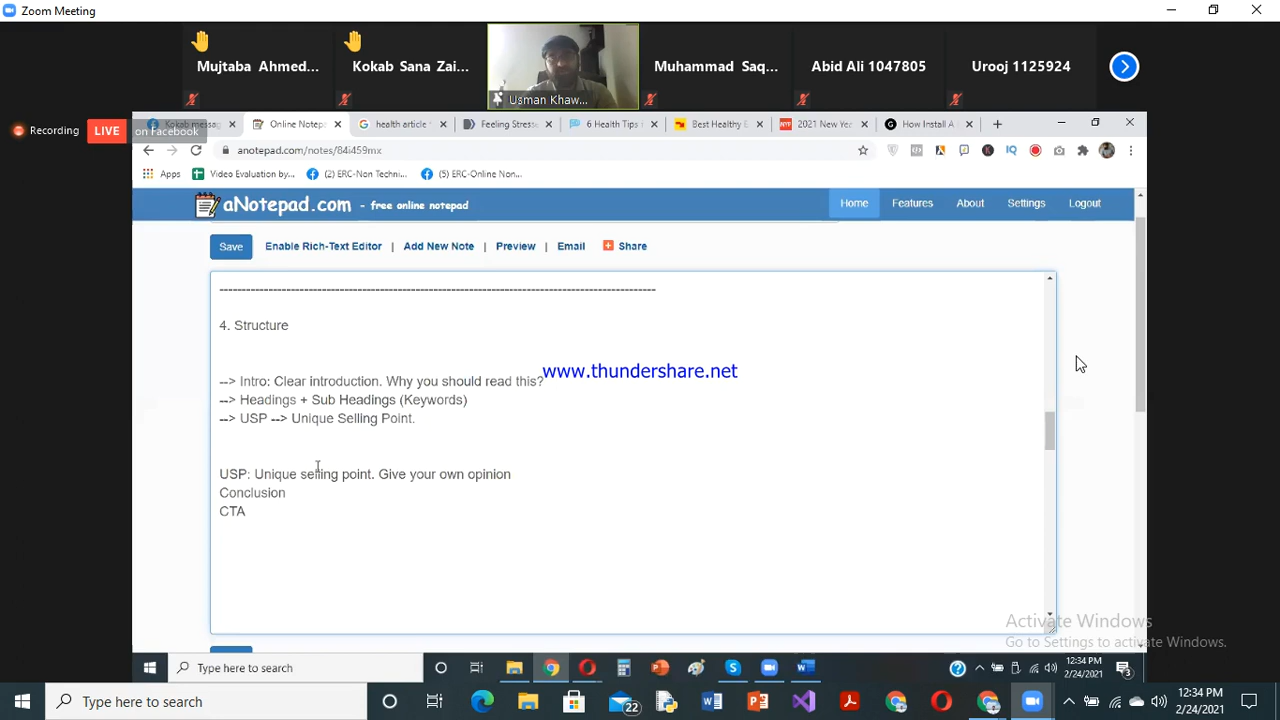 Zoom Meeting
Mujtaba Ahmed...
Kokab Sana Zai...
Usman Khaw...
Muhammad Saq...
Abid Ali 1047805
Urooj 1125924
Recording
LIVE
on Facebook
Online Notep
health article
Feeling Stress
6 Health Tips
Best Healthy E
2021 New Yea
How Install A
anotepad.com/notes/84i459mx
Apps
Video Evaluation by...
(2) ERC-Non Techni...
(5) ERC-Online Non...
aNotepad.com - free online notepad
Home
Features
About
Settings
Logout
Save
Enable Rich-Text Editor | Add New Note | Preview | Email | Share
---------------------------------------------------------------------------------------------------
4. Structure
--> Intro: Clear introduction. Why you should read this?
www.thundershare.net
--> Headings + Sub Headings (Keywords)
--> USP --> Unique Selling Point.
USP: Unique selling point. Give your own opinion
Conclusion
CTA
Activate Windows
Go to Settings to activate Windows.
Type here to search
12:34 PM
2/24/2021
3
Type here to search
22
12:34 PM
2/24/2021